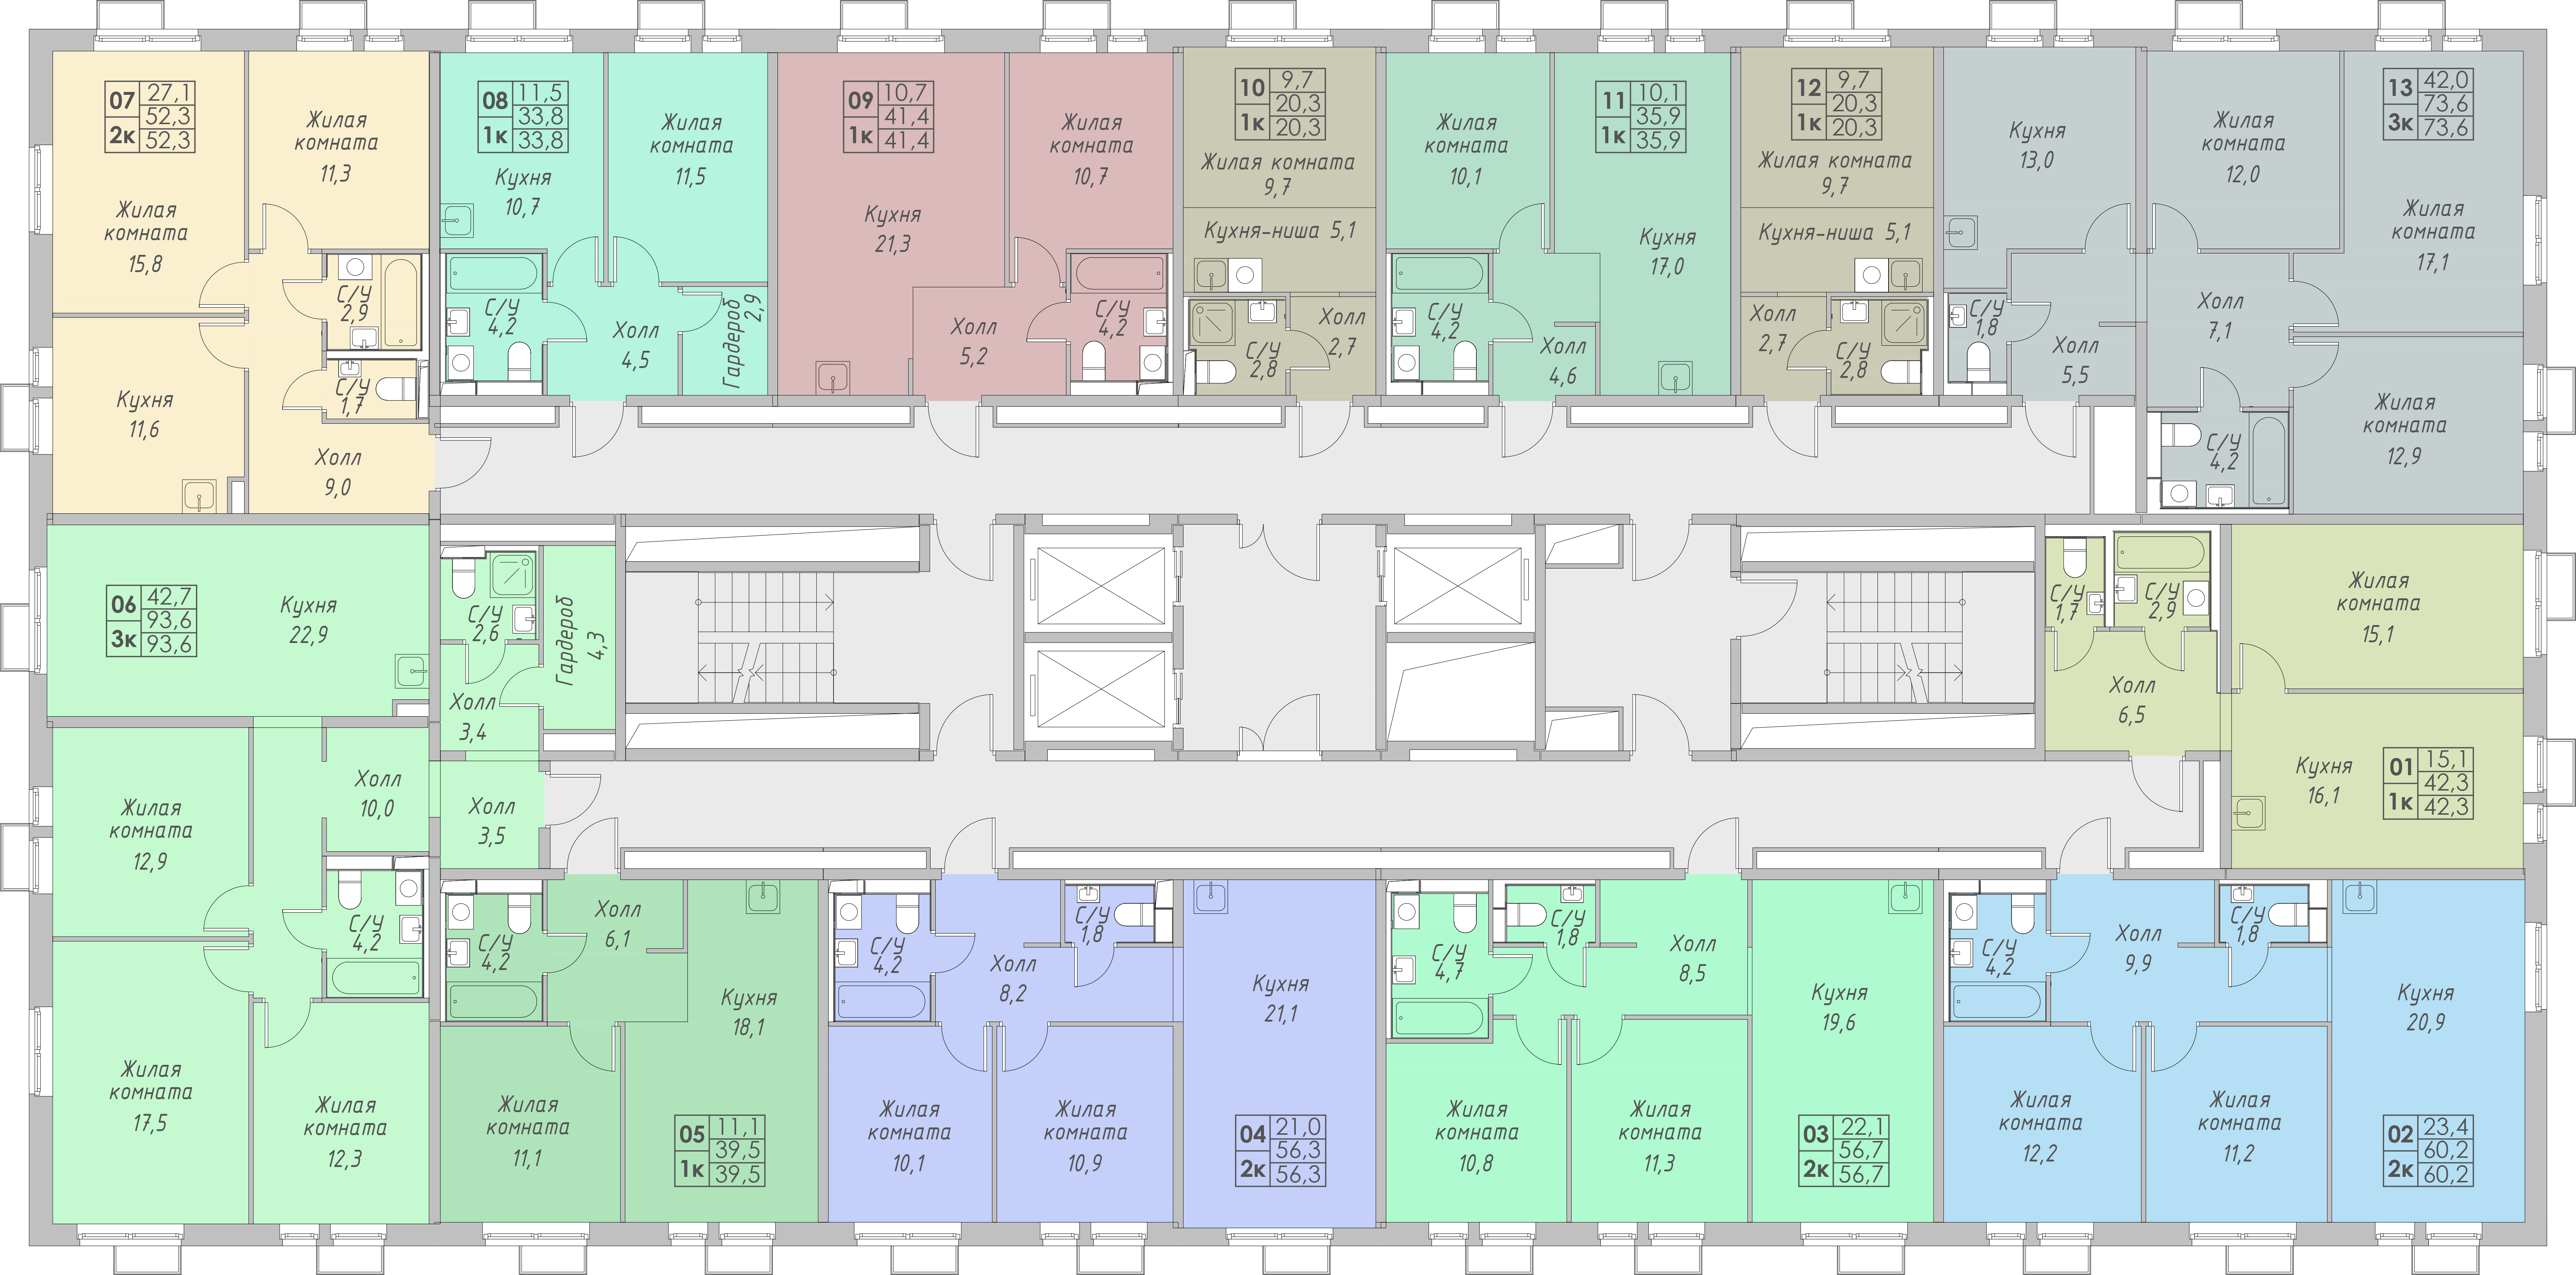 07
2к
27,1
52,3
52,3
Жилая
комната
15,8
Жилая
комната
11,3
С/У
2,9
С/У
1,7
Кухня
11,6
Холл
9,0
08
1к
11,5
33,8
33,8
Кухня
10,7
Жилая
комната
11,5
С/У
4,2
Холл
4,5
Гардероб
2,9
09
1к
10,7
41,4
41,4
Кухня
21,3
Жилая
комната
10,7
Холл
5,2
С/У
4,2
10
1к
9,7
20,3
20,3
Жилая комната
9,7
Кухня-ниша 5,1
С/У
2,8
Холл
2,7
Жилая
комната
10,1
11
1к
10,1
35,9
35,9
Кухня
17,0
С/У
4,2
Холл
4,6
12
1к
9,7
20,3
20,3
Жилая комната
9,7
Кухня-ниша 5,1
Холл
2,7
С/У
2,8
Кухня
13,0
С/У
1,8
Холл
5,5
Жилая
комната
12,0
13
3к
42,0
73,6
73,6
Жилая
комната
17,1
Холл
7,1
Жилая
комната
12,9
С/У
4,2
06
3к
42,7
93,6
93,6
Кухня
22,9
С/У
2,6
Гардероб
4,3
Холл
3,4
Холл
10,0
Холл
3,5
Жилая
комната
12,9
С/У
4,2
Жилая
комната
17,5
Жилая
комната
12,3
С/У
1,7
С/У
2,9
Холл
6,5
Жилая
комната
15,1
Кухня
16,1
01
1к
15,1
42,3
42,3
С/У
4,2
Холл
6,1
Кухня
18,1
Жилая
комната
11,1
05
1к
11,1
39,5
39,5
С/У
4,2
Холл
8,2
С/У
1,8
Кухня
21,1
Жилая
комната
10,1
Жилая
комната
10,9
04
2к
21,0
56,3
56,3
С/У
4,7
С/У
1,8
Холл
8,5
Кухня
19,6
Жилая
комната
10,8
Жилая
комната
11,3
03
2к
22,1
56,7
56,7
С/У
4,2
Холл
9,9
С/У
1,8
Кухня
20,9
Жилая
комната
12,2
Жилая
комната
11,2
02
2к
23,4
60,2
60,2